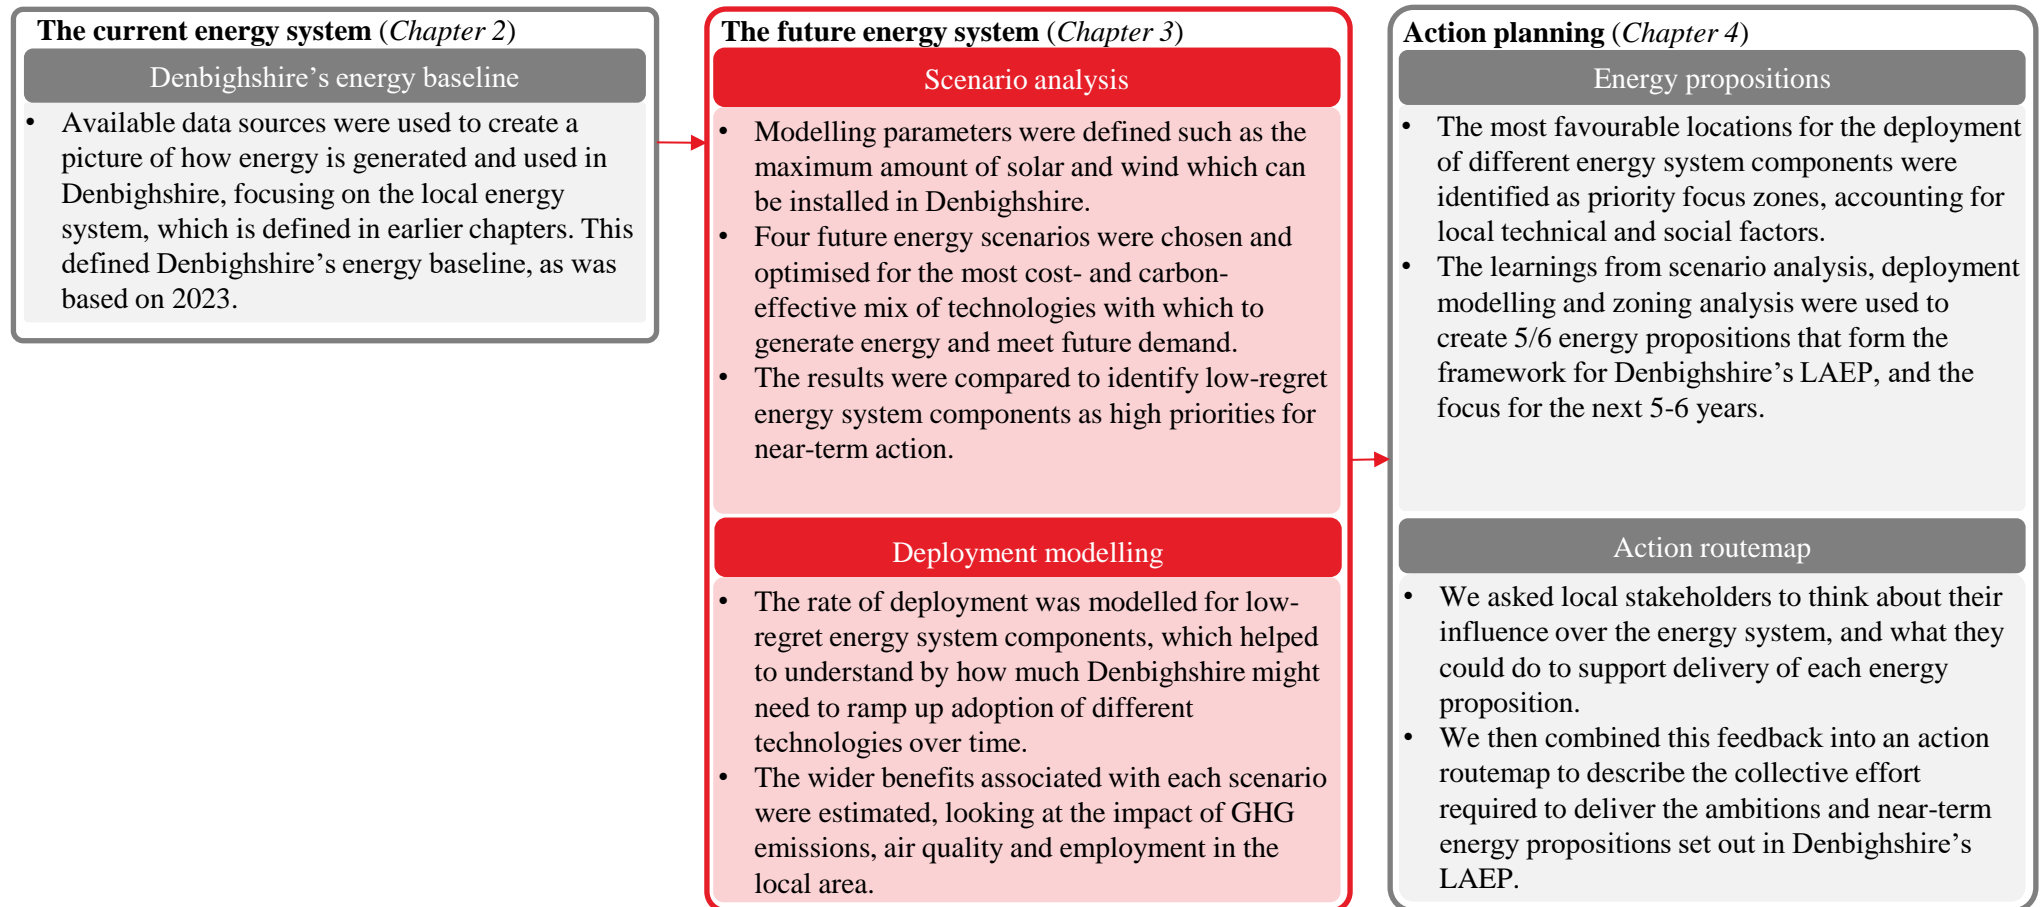 The current energy system (Chapter 2)
Denbighshire’s energy baseline
• Available data sources were used to create a
picture of how energy is generated and used in
Denbighshire, focusing on the local energy
system, which is defined in earlier chapters. This
defined Denbighshire’s energy baseline, as was
based on 2023.
The future energy system (Chapter 3)
Scenario analysis
• Modelling parameters were defined such as the
maximum amount of solar and wind which can
be installed in Denbighshire.
• Four future energy scenarios were chosen and
optimised for the most cost- and carbon-
effective mix of technologies with which to
generate energy and meet future demand.
• The results were compared to identify low-regret
energy system components as high priorities for
near-term action.
Deployment modelling
• The rate of deployment was modelled for low-
regret energy system components, which helped
to understand by how much Denbighshire might
need to ramp up adoption of different
technologies over time.
• The wider benefits associated with each scenario
were estimated, looking at the impact of GHG
emissions, air quality and employment in the
local area.
Action planning (Chapter 4)
Energy propositions
• The most favourable locations for the deployment
of different energy system components were
identified as priority focus zones, accounting for
local technical and social factors.
• The learnings from scenario analysis, deployment
modelling and zoning analysis were used to
create 5/6 energy propositions that form the
framework for Denbighshire’s LAEP, and the
focus for the next 5-6 years.
Action routemap
• We asked local stakeholders to think about their
influence over the energy system, and what they
could do to support delivery of each energy
proposition.
• We then combined this feedback into an action
routemap to describe the collective effort
required to deliver the ambitions and near-term
energy propositions set out in Denbighshire’s
LAEP.